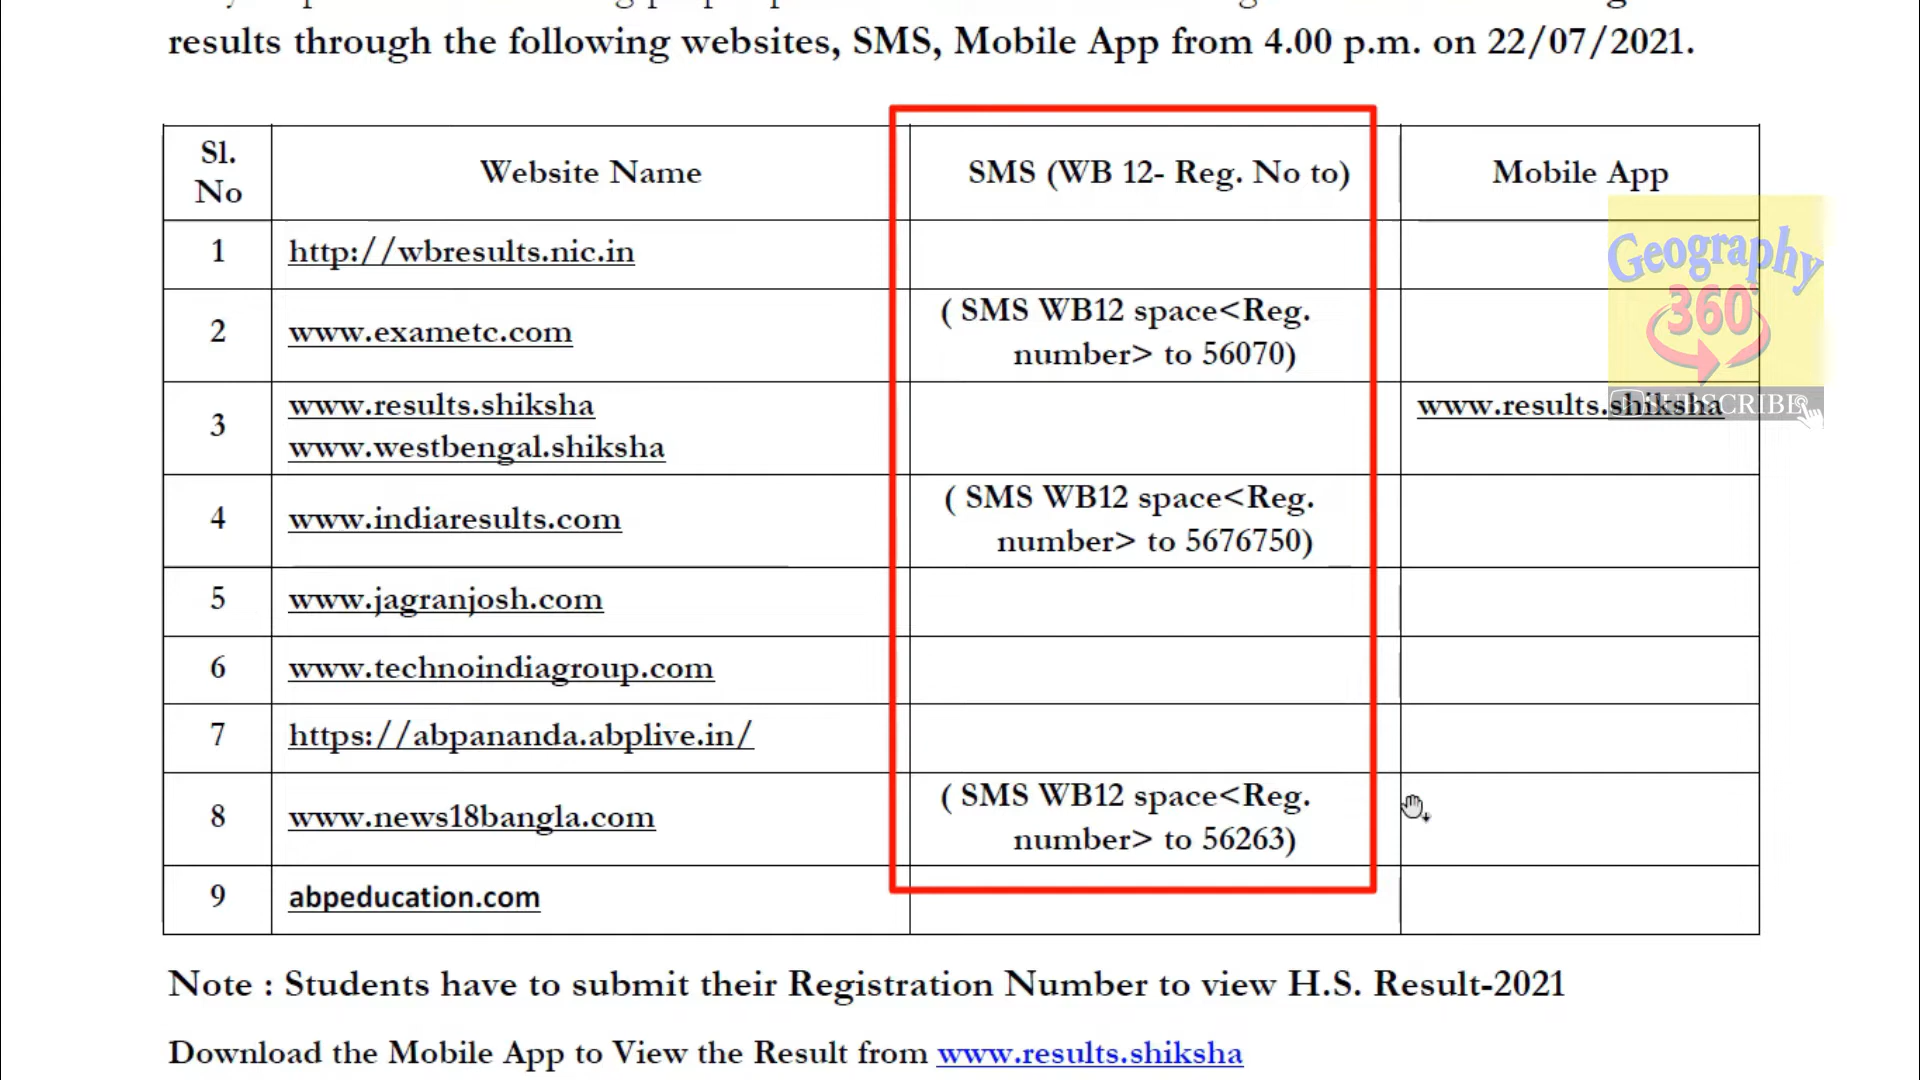 results through the following websites, SMS, Mobile App from 4.00 p.m. on 22/07/2021.
Sl. No
Website Name
SMS (WB 12- Reg. No to)
Mobile App
1
http://wbresults.nic.in
2
www.exametc.com
( SMS WB12 space<Reg.
number> to 56070)
3
www.results.shiksha
www.westbengal.shiksha
www.results.shiksha
4
www.indiaresults.com
( SMS WB12 space<Reg.
number> to 5676750)
5
www.jagranjosh.com
6
www.technoindiagroup.com
7
https://abpananda.abplive.in/
8
www.news18bangla.com
( SMS WB12 space<Reg.
number> to 56263)
9
abpeducation.com
Geography
360°
SUBSCRIBE
Note : Students have to submit their Registration Number to view H.S. Result-2021
Download the Mobile App to View the Result from www.results.shiksha